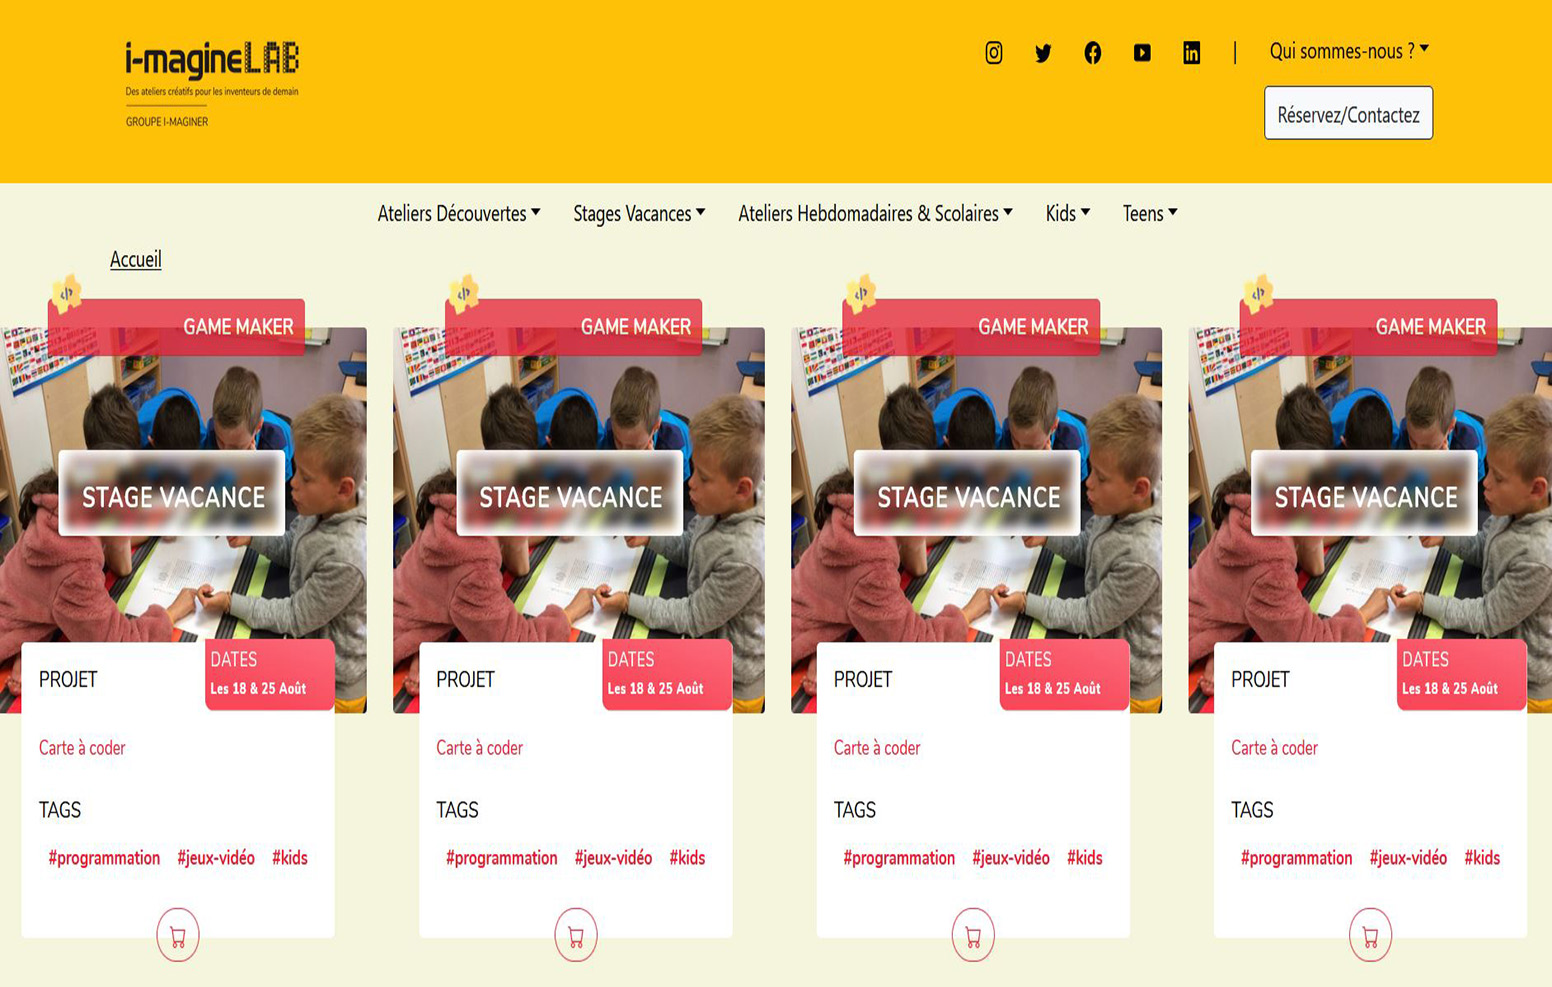 i-magineLAB
Des ateliers créatifs pour les inventeurs de demain
GROUPE I-MAGINER
Qui sommes-nous ?
Réservez/Contactez
Ateliers Découvertes Stages Vacances Ateliers Hebdomadaires & Scolaires Kids Teens
Accueil
GAME MAKER
STAGE VACANCE
PROJET
DATES
Les 18 & 25 Août
Carte à coder
TAGS
#programmation #jeux-vidéo #kids
GAME MAKER
STAGE VACANCE
PROJET
DATES
Les 18 & 25 Août
Carte à coder
TAGS
#programmation #jeux-vidéo #kids
GAME MAKER
STAGE VACANCE
PROJET
DATES
Les 18 & 25 Août
Carte à coder
TAGS
#programmation #jeux-vidéo #kids
GAME MAKER
STAGE VACANCE
PROJET
DATES
Les 18 & 25 Août
Carte à coder
TAGS
#programmation #jeux-vidéo #kids